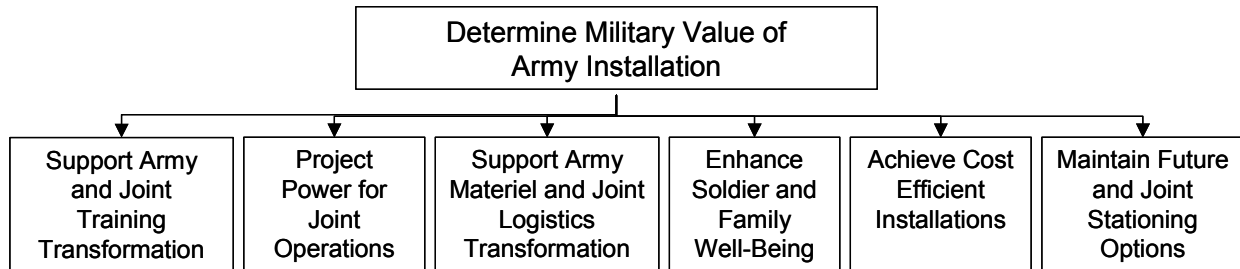 Determine Military Value of
Army Installation
Support Army
and Joint
Training
Transformation
Project
Power for
Joint
Operations
Support Army
Materiel and Joint
Logistics
Transformation
Enhance
Soldier and
Family
Well-Being
Achieve Cost
Efficient
Installations
Maintain Future
and Joint
Stationing
Options